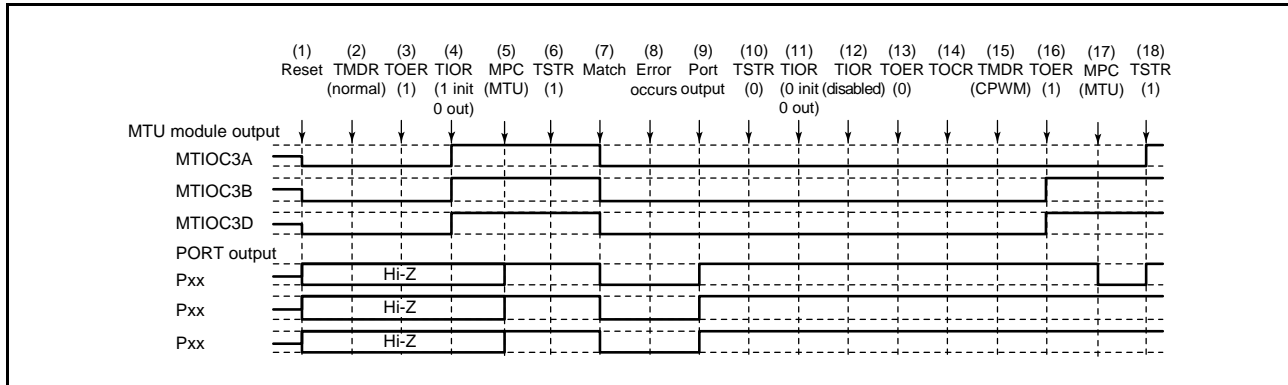 (1) (2) (3) (4) (5) (6) (7) (8) (9) (10) (11) (12) (13) (14) (15) (16) (17) (18)
Reset TMDR TOER TIOR MPC TSTR Match Error Port TSTR TIOR TIOR TOER TOCR TMDR TOER MPC TSTR
(normal) (1) (1 init (MTU) (1) occurs output (0) (0 init (disabled) (0) (CPWM) (1) (MTU) (1)
0 out) 0 out)
MTU module output
MTIOC3A
MTIOC3B
MTIOC3D
PORT output
Pxx Hi-Z
Pxx Hi-Z
Pxx Hi-Z